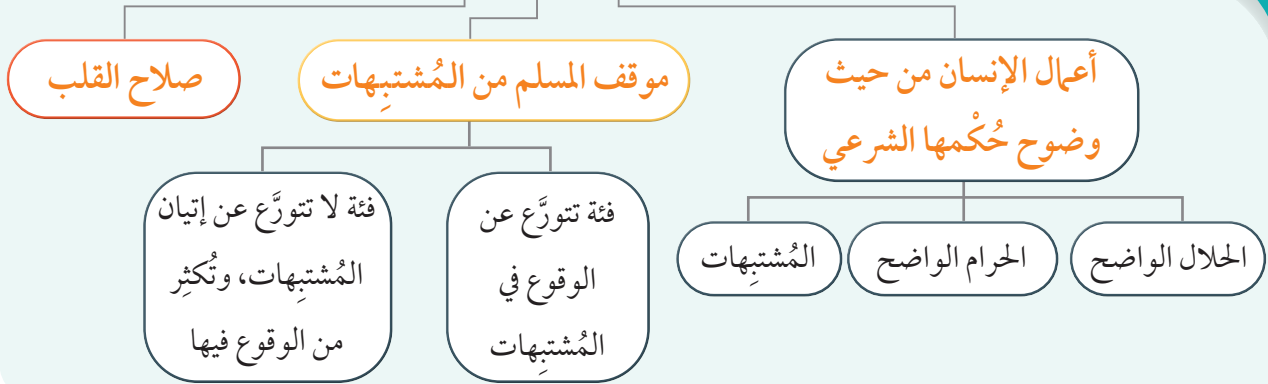 أعمال الإنسان من حيث
وضوح حُكْمها الشرعي
موقف المسلم من المُشتبِهات
صلاح القلب
الحلال الواضح
الحرام الواضح
المُشتبِهات
فئة تتورَّع عن
الوقوع في
المُشتبِهات
فئة لا تتورَّع عن إتيان
المُشتبِهات، وتُكثِر
من الوقوع فيها